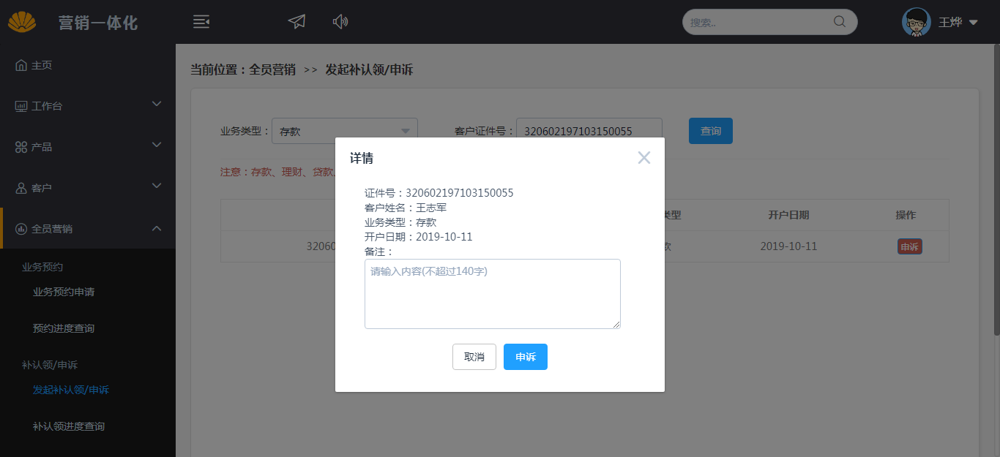 营销一体化
搜索..
王烨
主页
工作台
产品
客户
全员营销
业务预约
业务预约申请
预约进度查询
补认领/申诉
发起补认领/申诉
补认领进度查询
当前位置：全员营销 >> 发起补认领/申诉
业务类型： 存款 客户证件号： 320602197103150055 查询
注意：存款、理财、贷款
类型 开户日期 操作
32060 款 2019-10-11 申诉
详情
证件号：320602197103150055
客户姓名：王志军
业务类型：存款
开户日期：2019-10-11
备注：
请输入内容(不超过140字)
取消 申诉